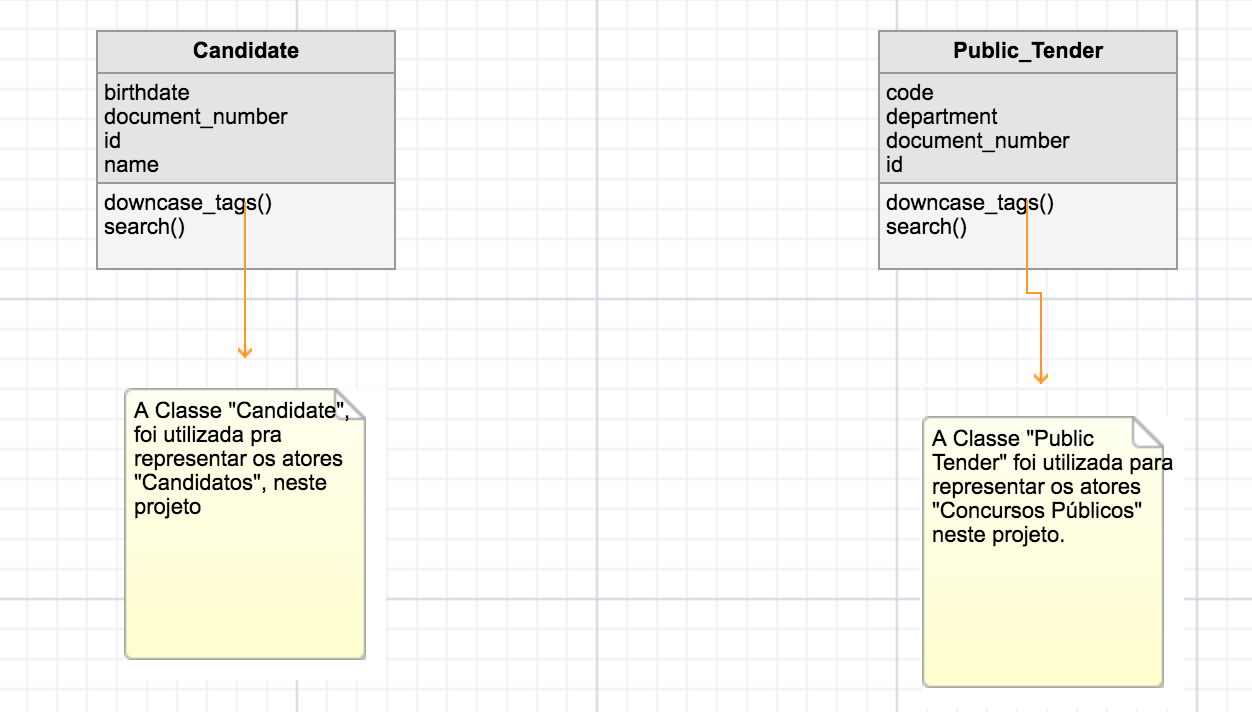 Candidate
birthdate
document_number
id
name
downcase_tags()
search()
A Classe "Candidate",
foi utilizada pra
representar os atores
"Candidatos", neste
projeto
Public_Tender
code
department
document_number
id
downcase_tags()
search()
A Classe "Public
Tender" foi utilizada para
representar os atores
"Concursos Públicos"
neste projeto.